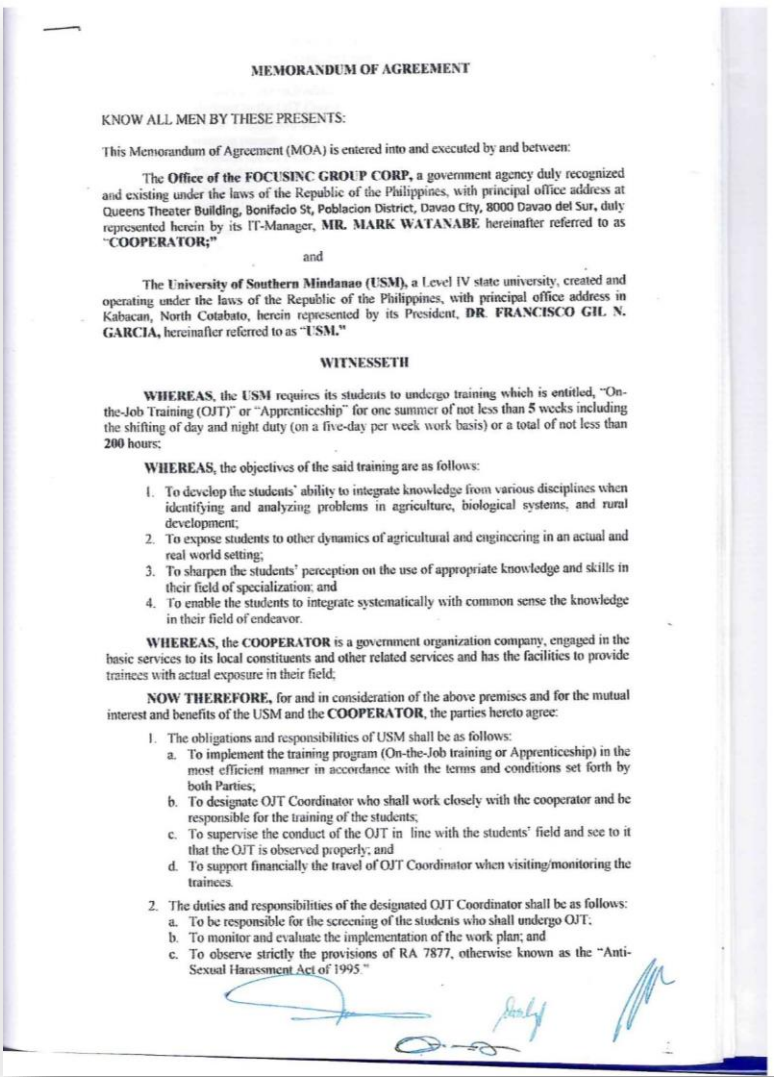 MEMORANDUM OF AGREEMENT
KNOW ALL MEN BY THESE PRESENTS:
This Memorandum of Agreement (MOA) is entered into and executed by and between:
The Office of the FOCUSINC GROUP CORP, a government agency duly recognized
and existing under the laws of the Republic of the Philippines, with principal office address at
Queens Theater Building, Bonifacio St, Poblacion District, Davao City, 8000 Davao del Sur, duly
represented herein by its IT-Manager, MR. MARK WATANABE hereinafter referred to as
"COOPERATOR;"
and
The University of Southern Mindanao (USM), a Level IV state university, created and
operating under the laws of the Republic of the Philippines, with principal office address in
Kabacan, North Cotabato, herein represented by its President, DR. FRANCISCO GIL N.
GARCIA, hereinafter referred to as "USM."
WITNESSETH
WHEREAS, the USM requires its students to undergo training which is entitled, "On-
the-Job Training (OJT)" or "Apprenticeship" for one summer of not less than 5 weeks including
the shifting of day and night duty (on a five-day per week work basis) or a total of not less than
200 hours;
WHEREAS, the objectives of the said training are as follows:
1. To develop the students' ability to integrate knowledge from various disciplines when
identifying and analyzing problems in agriculture, biological systems, and rural
development;
2. To expose students to other dynamics of agricultural and engineering in an actual and
real world setting;
3. To sharpen the students' perception on the use of appropriate knowledge and skills in
their field of specialization; and
4. To enable the students to integrate systematically with common sense the knowledge
in their field of endeavor.
WHEREAS, the COOPERATOR is a government organization company, engaged in the
basic services to its local constituents and other related services and has the facilities to provide
trainees with actual exposure in their field;
NOW THEREFORE, for and in consideration of the above premises and for the mutual
interest and benefits of the USM and the COOPERATOR, the parties hereto agree:
1. The obligations and responsibilities of USM shall be as follows:
a. To implement the training program (On-the-Job training or Apprenticeship) in the
most efficient manner in accordance with the terms and conditions set forth by
both Parties;
b. To designate OJT Coordinator who shall work closely with the cooperator and be
responsible for the training of the students;
c. To supervise the conduct of the OJT in line with the students' field and see to it
that the OJT is observed properly; and
d. To support financially the travel of OJT Coordinator when visiting/monitoring the
trainees.
2. The duties and responsibilities of the designated OJT Coordinator shall be as follows:
a. To be responsible for the screening of the students who shall undergo OJT;
b. To monitor and evaluate the implementation of the work plan; and
c. To observe strictly the provisions of RA 7877, otherwise known as the "Anti-
Sexual Harassment Act of 1995."